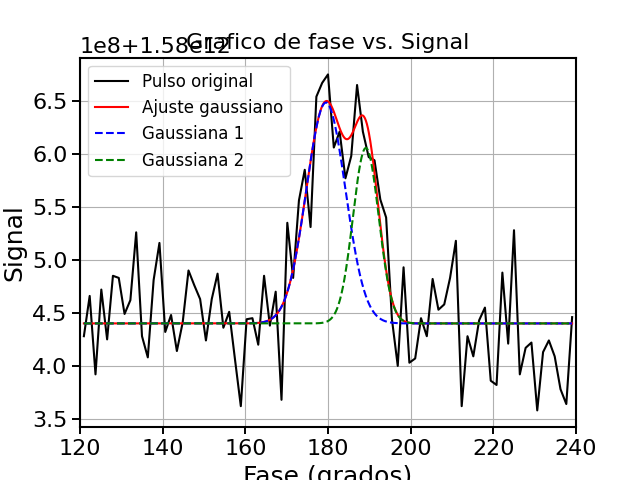 1e8+1.58e12
Grafico de fase vs. Signal
Pulso original
Ajuste gaussiano
Gaussiana 1
Gaussiana 2
6.5
6.0
5.5
5.0
4.5
4.0
3.5
Signal
120 140 160 180 200 220 240
Fase (grados)